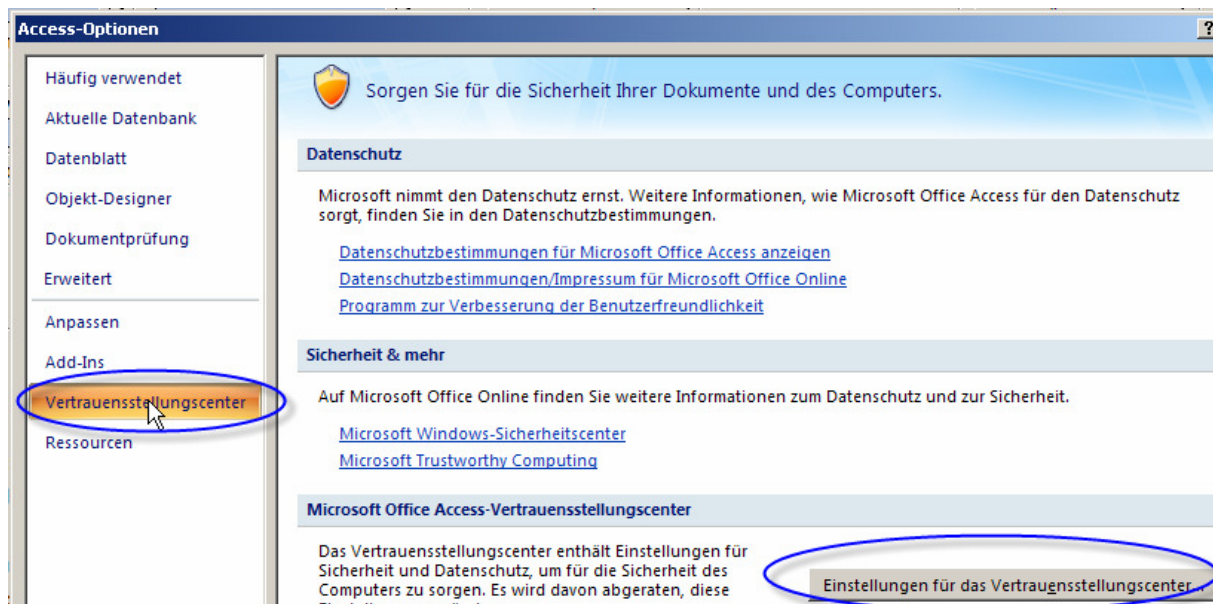 Access-Optionen
?
Häufig verwendet
Aktuelle Datenbank
Datenblatt
Objekt-Designer
Dokumentprüfung
Erweitert
Anpassen
Add-Ins
Vertrauensstellungscenter
Ressourcen
Sorgen Sie für die Sicherheit Ihrer Dokumente und des Computers.
Datenschutz
Microsoft nimmt den Datenschutz ernst. Weitere Informationen, wie Microsoft Office Access für den Datenschutz
sorgt, finden Sie in den Datenschutzbestimmungen.
Datenschutzbestimmungen für Microsoft Office Access anzeigen
Datenschutzbestimmungen/Impressum für Microsoft Office Online
Programm zur Verbesserung der Benutzerfreundlichkeit
Sicherheit & mehr
Auf Microsoft Office Online finden Sie weitere Informationen zum Datenschutz und zur Sicherheit.
Microsoft Windows-Sicherheitscenter
Microsoft Trustworthy Computing
Microsoft Office Access-Vertrauensstellungscenter
Das Vertrauensstellungscenter enthält Einstellungen für
Sicherheit und Datenschutz, um für die Sicherheit des
Computers zu sorgen. Es wird davon abgeraten, diese
Einstellungen für das Vertrauensstellungscenter...